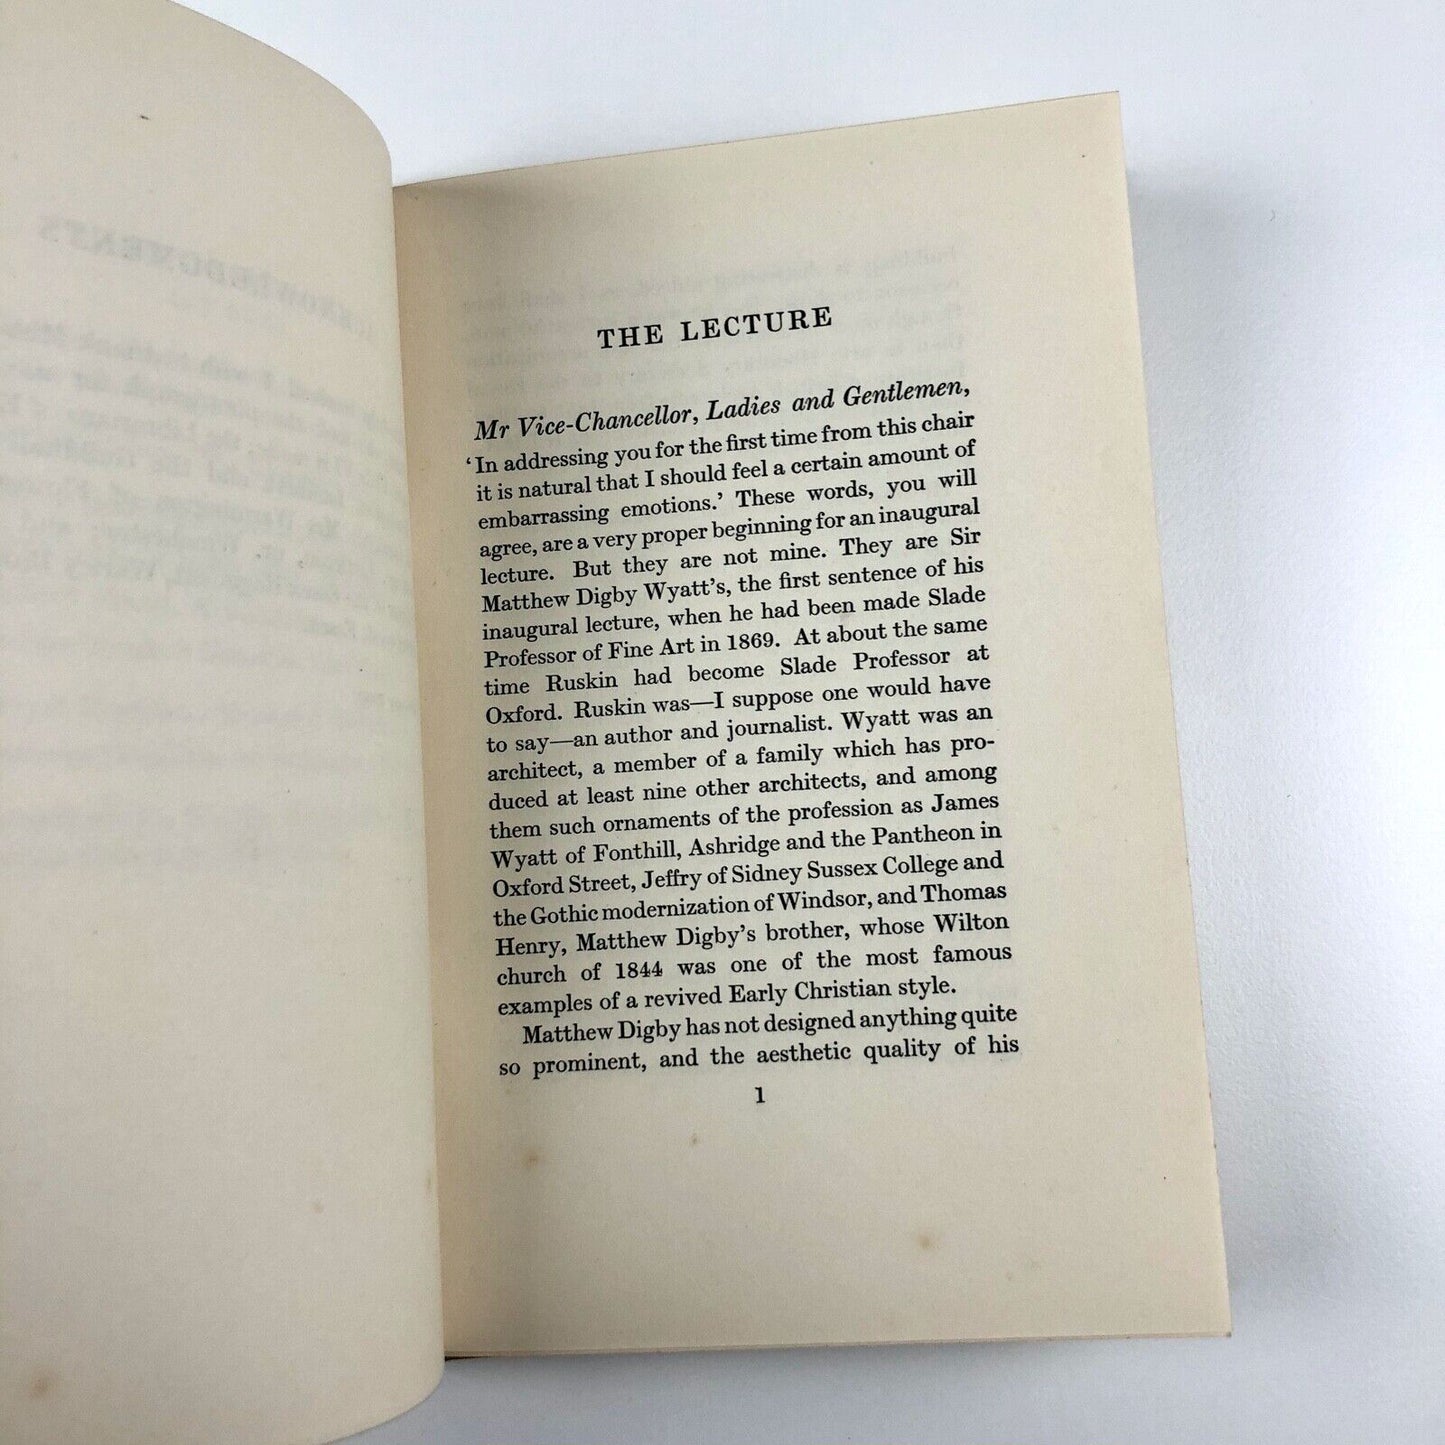 THE LECTURE
Mr Vice-Chancellor, Ladies and Gentlemen,
‘In addressing you for the first time from this chair
it is natural that I should feel a certain amount of
embarrassing emotions.’ These words, you will
agree, are a very proper beginning for an inaugural
lecture. But they are not mine. They are Sir
Matthew Digby Wyatt’s, the first sentence of his
inaugural lecture, when he had been made Slade
Professor of Fine Art in 1869. At about the same
time Ruskin had become Slade Professor at
Oxford. Ruskin was—I suppose one would have
to say—an author and journalist. Wyatt was an
architect, a member of a family which has pro-
duced at least nine other architects, and among
them such ornaments of the profession as James
Wyatt of Fonthill, Ashridge and the Pantheon in
Oxford Street, Jeffry of Sidney Sussex College and
the Gothic modernization of Windsor, and Thomas
Henry, Matthew Digby’s brother, whose Wilton
church of 1844 was one of the most famous
examples of a revived Early Christian style.
Matthew Digby has not designed anything quite
so prominent, and the aesthetic quality of his
1